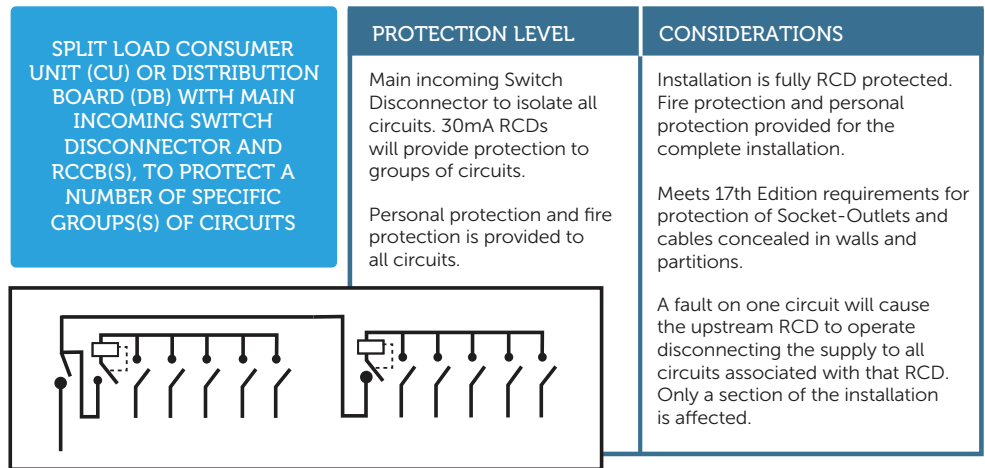 SPLIT LOAD CONSUMER
UNIT (CU) OR DISTRIBUTION
BOARD (DB) WITH MAIN
INCOMING SWITCH
DISCONNECTOR AND
RCCB(S), TO PROTECT A
NUMBER OF SPECIFIC
GROUPS(S) OF CIRCUITS
PROTECTION LEVEL
Main incoming Switch
Disconnector to isolate all
circuits. 30mA RCDs
will provide protection to
groups of circuits.
Personal protection and fire
protection is provided to
all circuits.
CONSIDERATIONS
Installation is fully RCD protected.
Fire protection and personal
protection provided for the
complete installation.
Meets 17th Edition requirements for
protection of Socket-Outlets and
cables concealed in walls and
partitions.
A fault on one circuit will cause
the upstream RCD to operate
disconnecting the supply to all
circuits associated with that RCD.
Only a section of the installation
is affected.